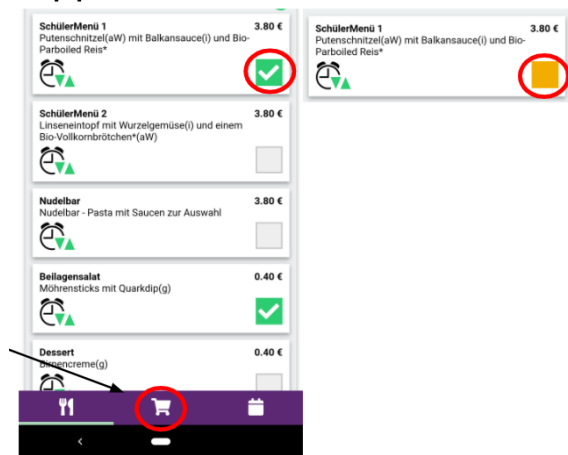 SchülerMenü 1 3.80 €
Putenschnitzel(aW) mit Balkansauce(i) und Bio-
Parboiled Reis*
SchülerMenü 2 3.80 €
Linseneintopf mit Wurzelgemüse(i) und einem
Bio-Vollkornbrötchen*(aW)
Nudelbar 3.80 €
Nudelbar - Pasta mit Saucen zur Auswahl
Beilagensalat 0.40 €
Möhrensticks mit Quarkdip(g)
Dessert 0.40 €
Birnencreme(g)
SchülerMenü 1 3.80 €
Putenschnitzel(aW) mit Balkansauce(i) und Bio-
Parboiled Reis*